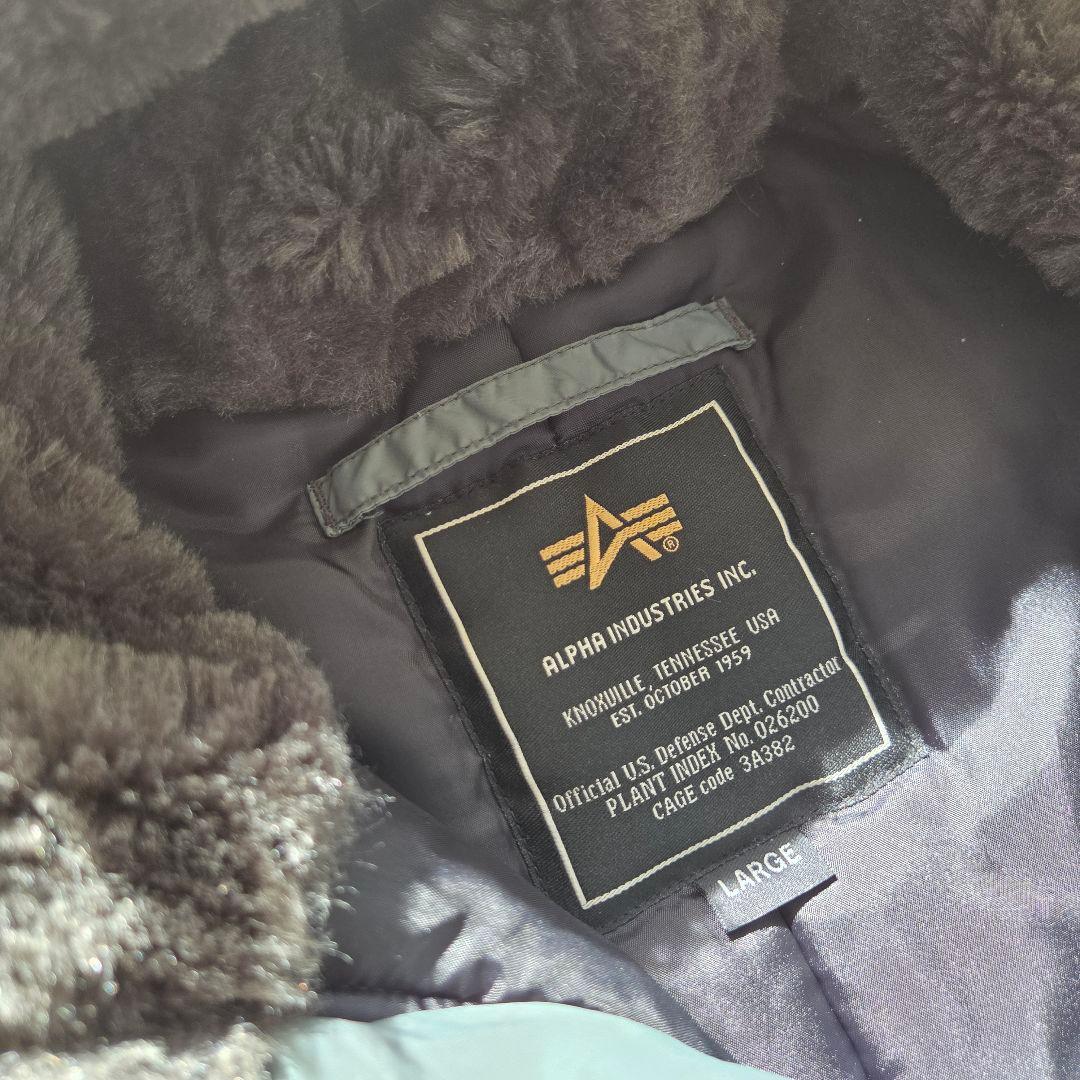 ®
ALPHA INDUSTRIES INC.
KNOXUILLE, TENNESSEE USA
EST. OCTOBER 1959
Official U.S. Defense Dept. Contractor
PLANT INDEX No. 026200
CAGE code 3A382
LARGE